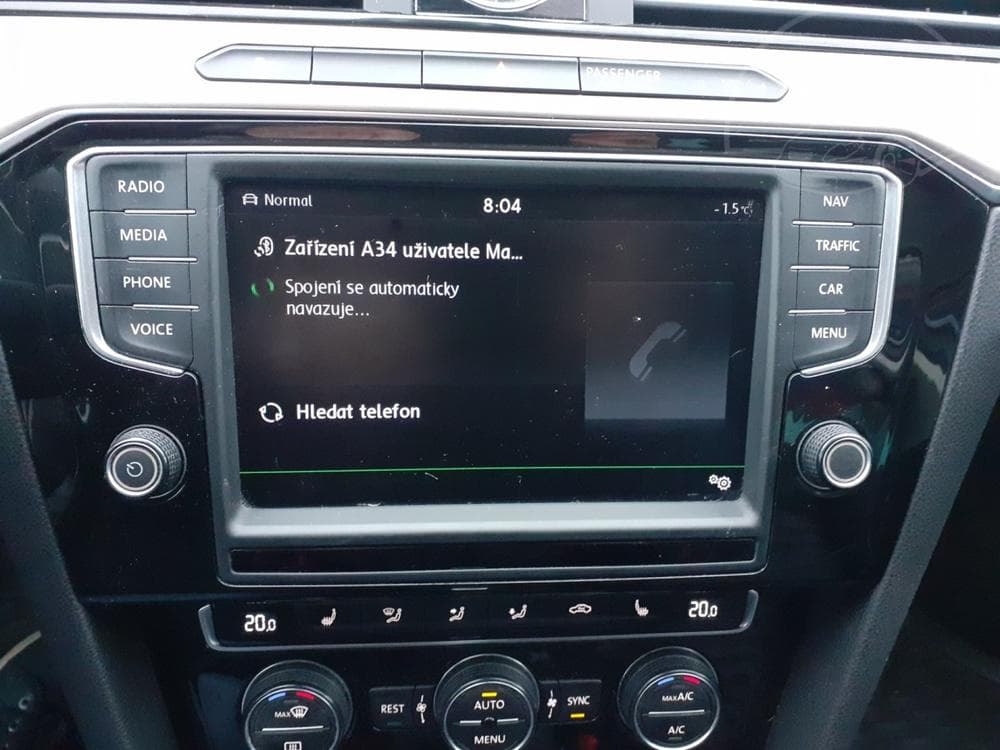 PASSENGER
RADIO
MEDIA
PHONE
VOICE
Normal
8:04
-1.5°C
Zařízení A34 uživatele Ma...
Spojení se automaticky
navazuje...
Hledat telefon
NAV
TRAFFIC
CAR
MENU
20,0
20,0
MAX
REST
AUTO
MENU
SYNC
MAX A/C
A/C